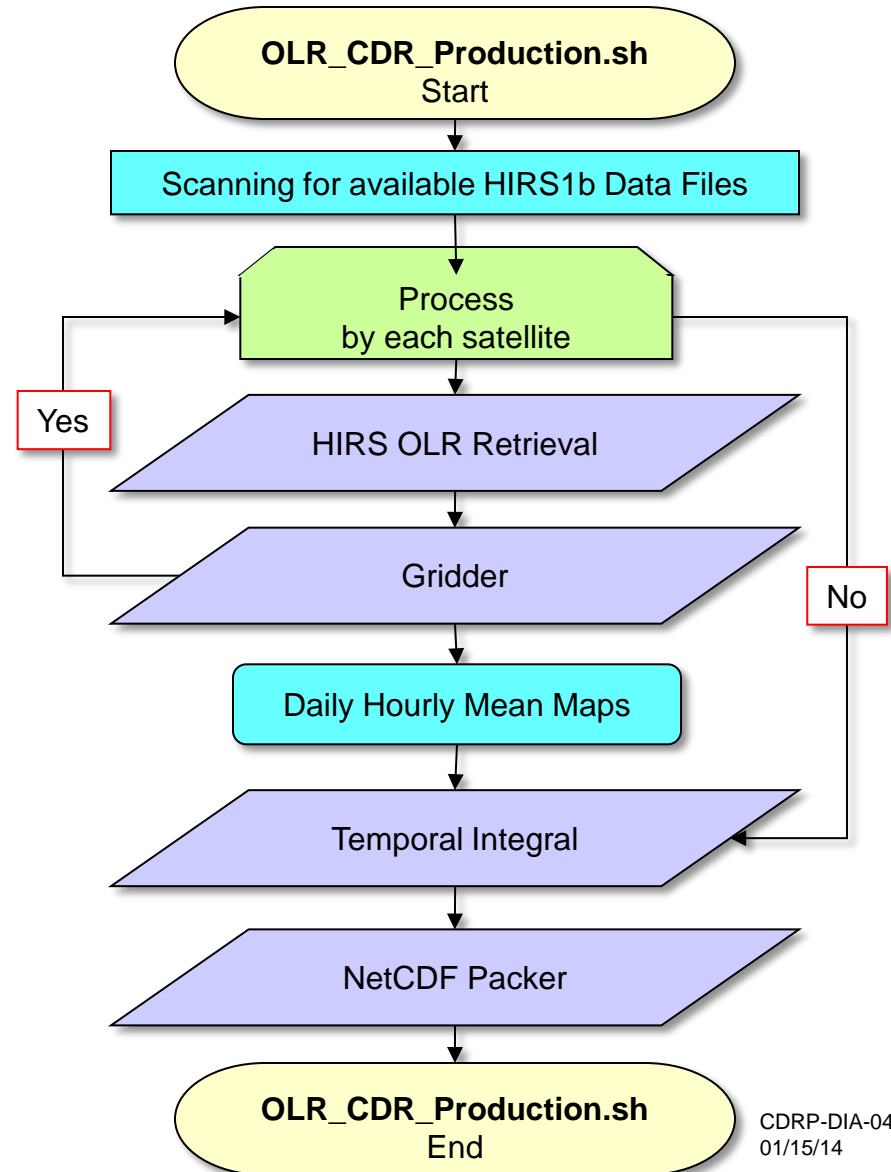 OLR_CDR_Production.sh
Start
Scanning for available HIRS1b Data Files
Process
by each satellite
Yes
HIRS OLR Retrieval
Gridder
No
Daily Hourly Mean Maps
Temporal Integral
NetCDF Packer
OLR_CDR_Production.sh
End
CDRP-DIA-04
01/15/14